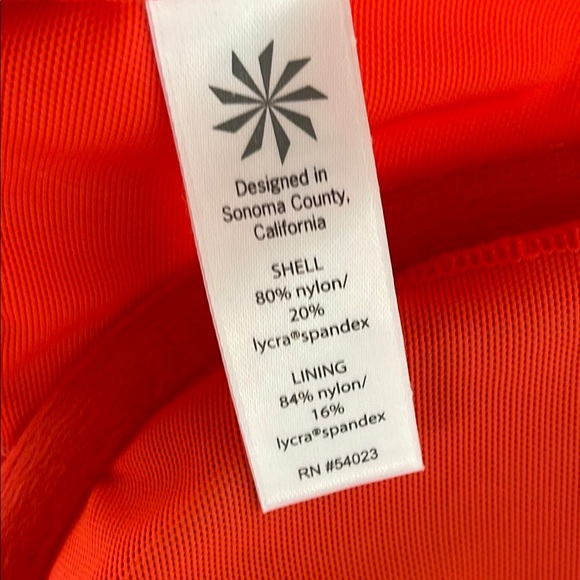 Designed in
Sonoma County,
California
SHELL
80% nylon/
20%
lycra®spandex
LINING
84% nylon/
16%
lycra®spandex
RN #54023